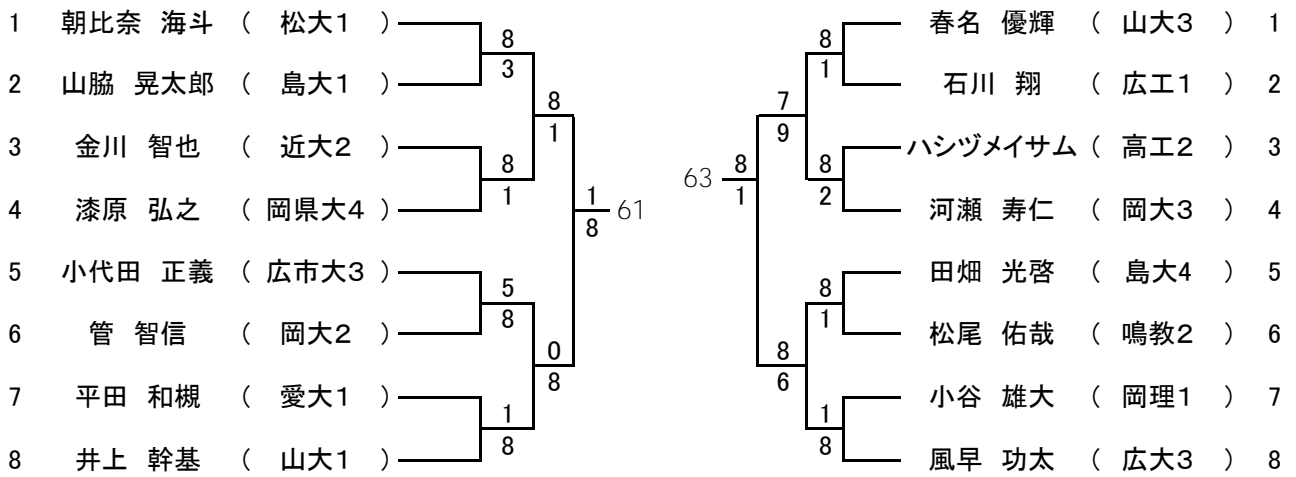 1 朝比奈 海斗 ( 松大1 ) 春名 優輝 ( 山大3 ) 1
8 8
3 1
2 山脇 晃太郎 ( 島大1 ) 石川 翔 ( 広工1 ) 2
8 7
1 9
3 金川 智也 ( 近大2 ) ハシヅメイサム ( 高工2 ) 3
8 63 8 8
1 1 2
4 漆原 弘之 ( 岡県大4 ) 河瀬 寿仁 ( 岡大3 ) 4
1 61
8
5 小代田 正義 ( 広市大3 ) 田畑 光啓 ( 島大4 ) 5
5 8
8 1
6 管 智信 ( 岡大2 ) 松尾 佑哉 ( 鳴教2 ) 6
0 8
8 6
7 平田 和槻 ( 愛大1 ) 小谷 雄大 ( 岡理1 ) 7
1 1
8 8
8 井上 幹基 ( 山大1 ) 風早 功太 ( 広大3 ) 8